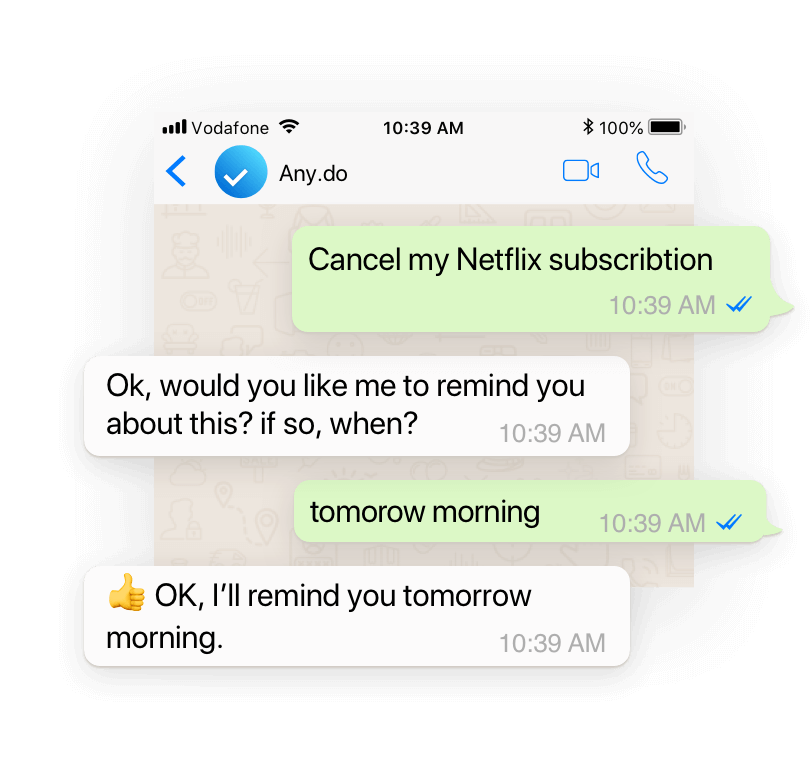 Vodafone 10:39 AM 100%
Any.do
Cancel my Netflix subscribtion
10:39 AM
Ok, would you like me to remind you
about this? if so, when?
10:39 AM
tomorow morning
10:39 AM
👍 OK, I'll remind you tomorrow
morning.
10:39 AM